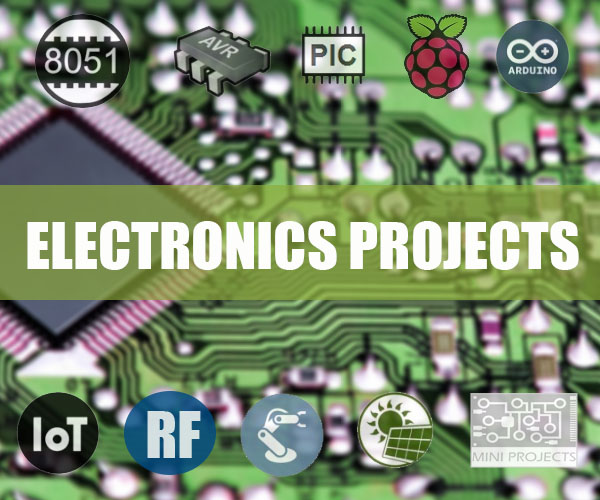 8051
AVR
PIC
ARDUINO
ELECTRONICS PROJECTS
IoT
RF
MINI PROJECTS